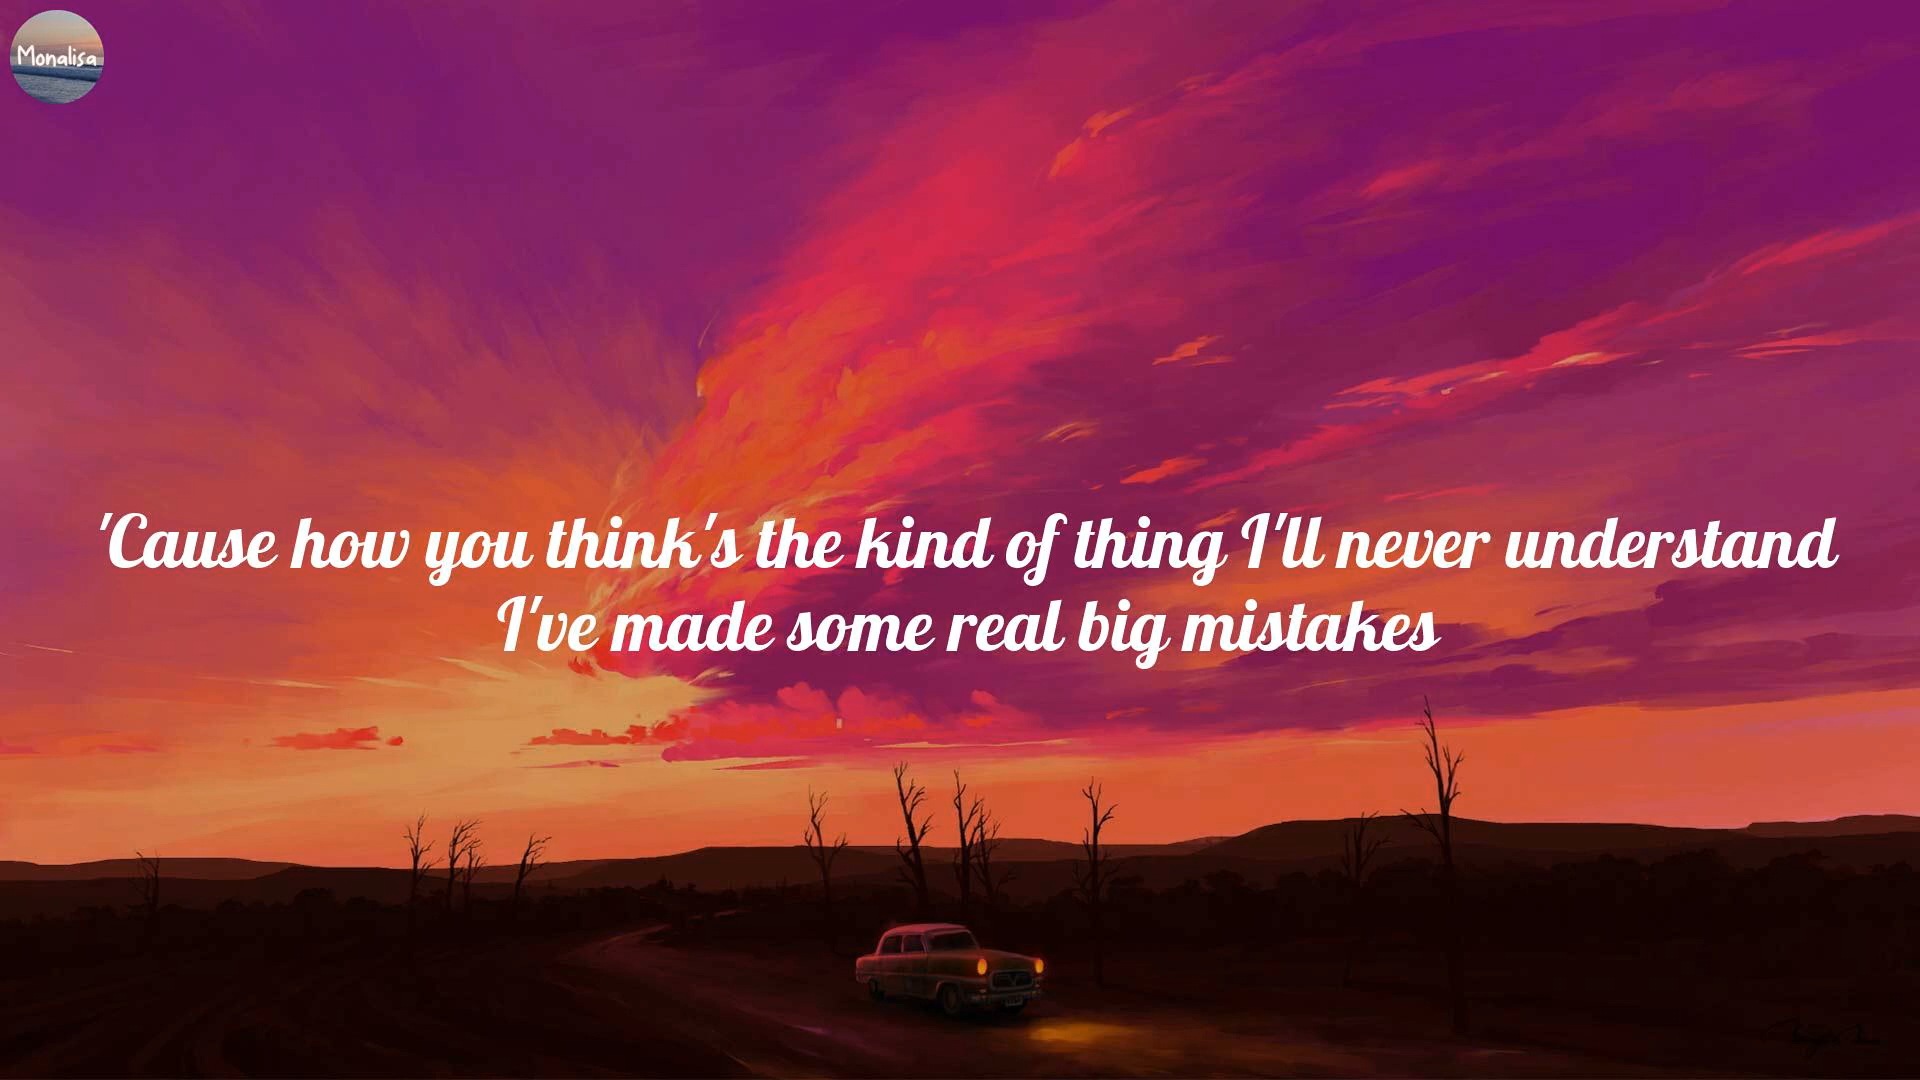 Monalisa
'Cause how you think's the kind of thing I'll never understand
I've made some real big mistakes